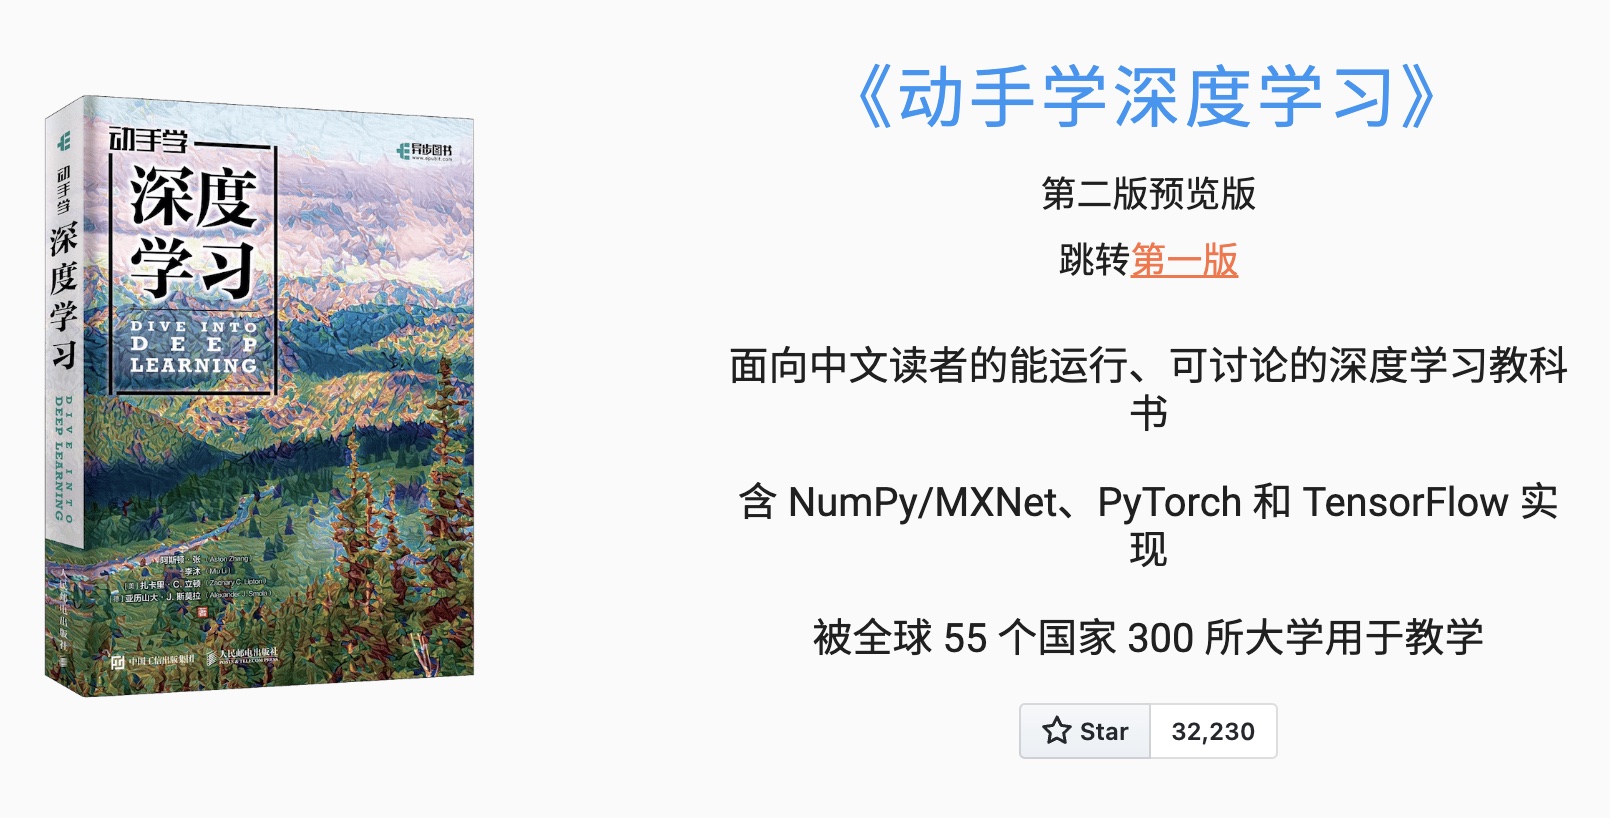 动手学
深度
学习
DIVE INTO
DEEP
LEARNING
异步图书
www.epubit.com
动手学
深度学习
DIVE INTO
DEEP LEARNING
人民邮电出版社
阿斯顿·张（Aston Zhang）
李沐（Mu Li）
［美］扎卡里·C. 立顿（Zachary C. Lipton）
［德］亚历山大·J. 斯莫拉（Alexander J. Smola）
著
中国工信出版集团
人民邮电出版社
POSTS & TELECOM PRESS
《动手学深度学习》
第二版预览版
跳转第一版
面向中文读者的能运行、可讨论的深度学习教科
书
含 NumPy/MXNet、PyTorch 和 TensorFlow 实
现
被全球 55 个国家 300 所大学用于教学
Star 32,230